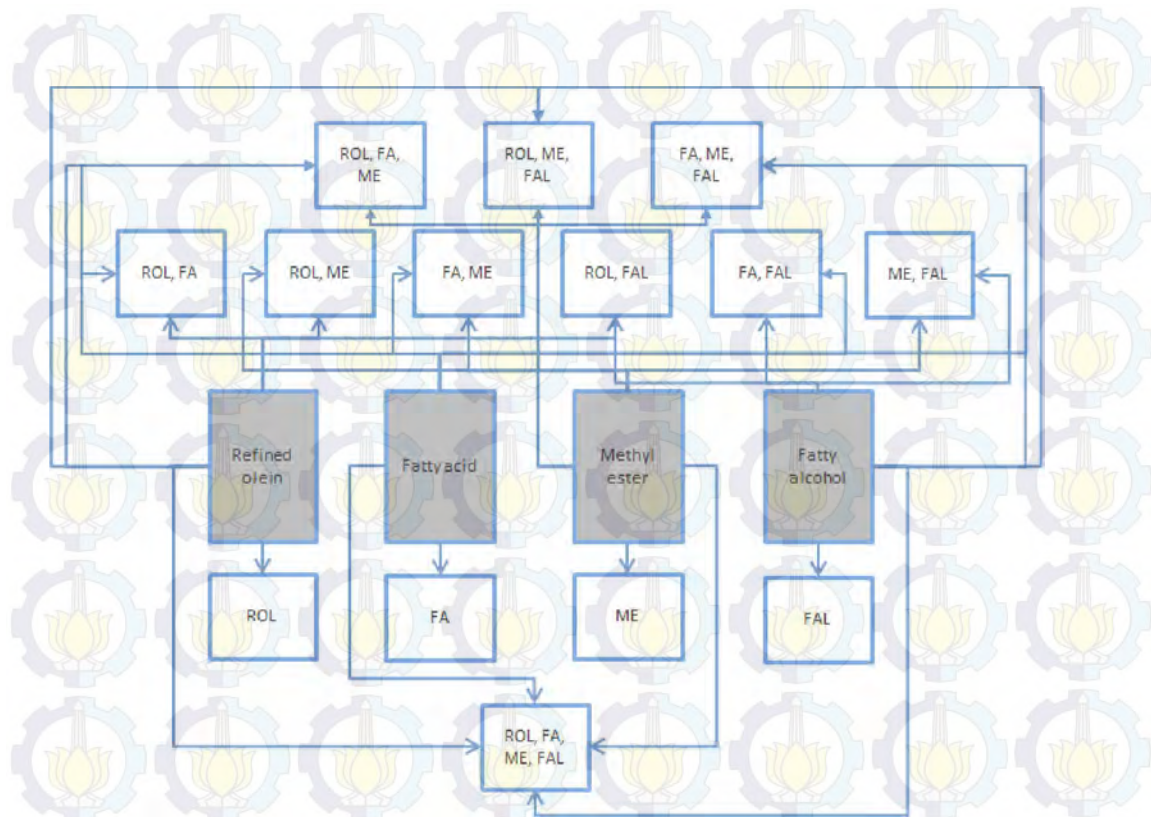 ROL, FA,
ME
ROL, ME,
FAL
FA, ME,
FAL
ROL, FA
ROL, ME
FA, ME
ROL, FAL
FA, FAL
ME, FAL
Refined
olein
Fatty acid
Methyl
ester
Fatty
alcohol
ROL
FA
ME
FAL
ROL, FA,
ME, FAL